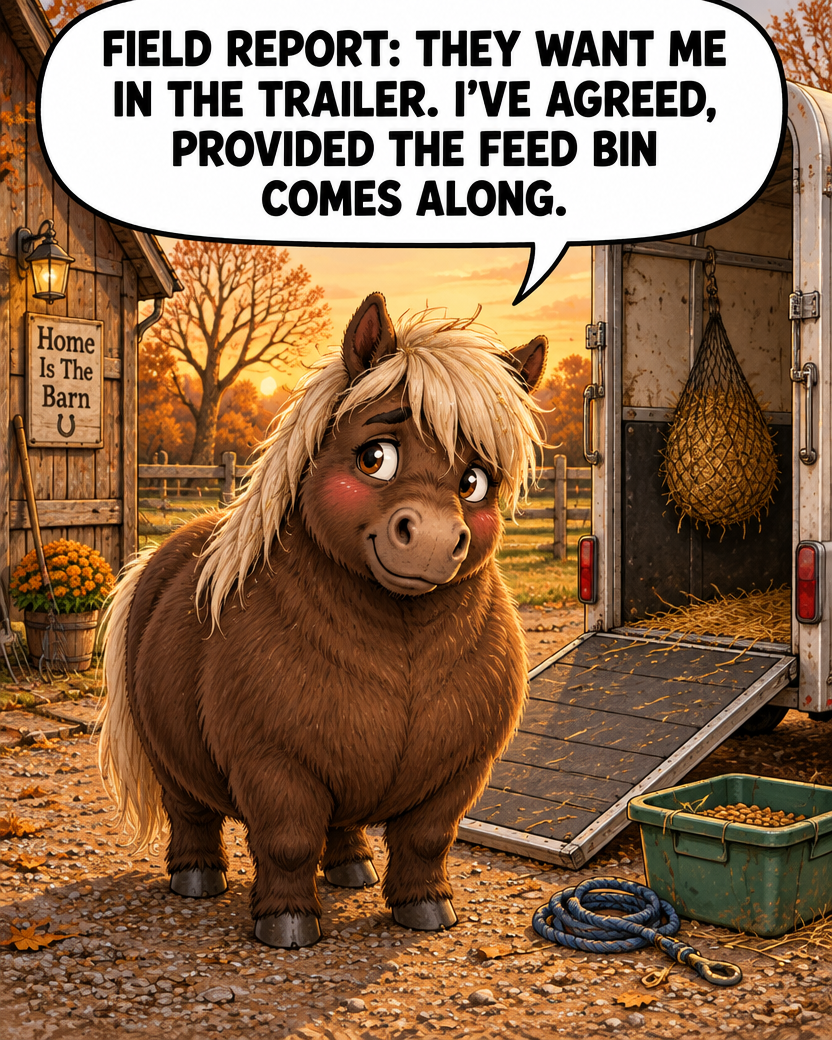 FIELD REPORT: THEY WANT ME
IN THE TRAILER. I'VE AGREED,
PROVIDED THE FEED BIN
COMES ALONG.
Home
Is The
Barn